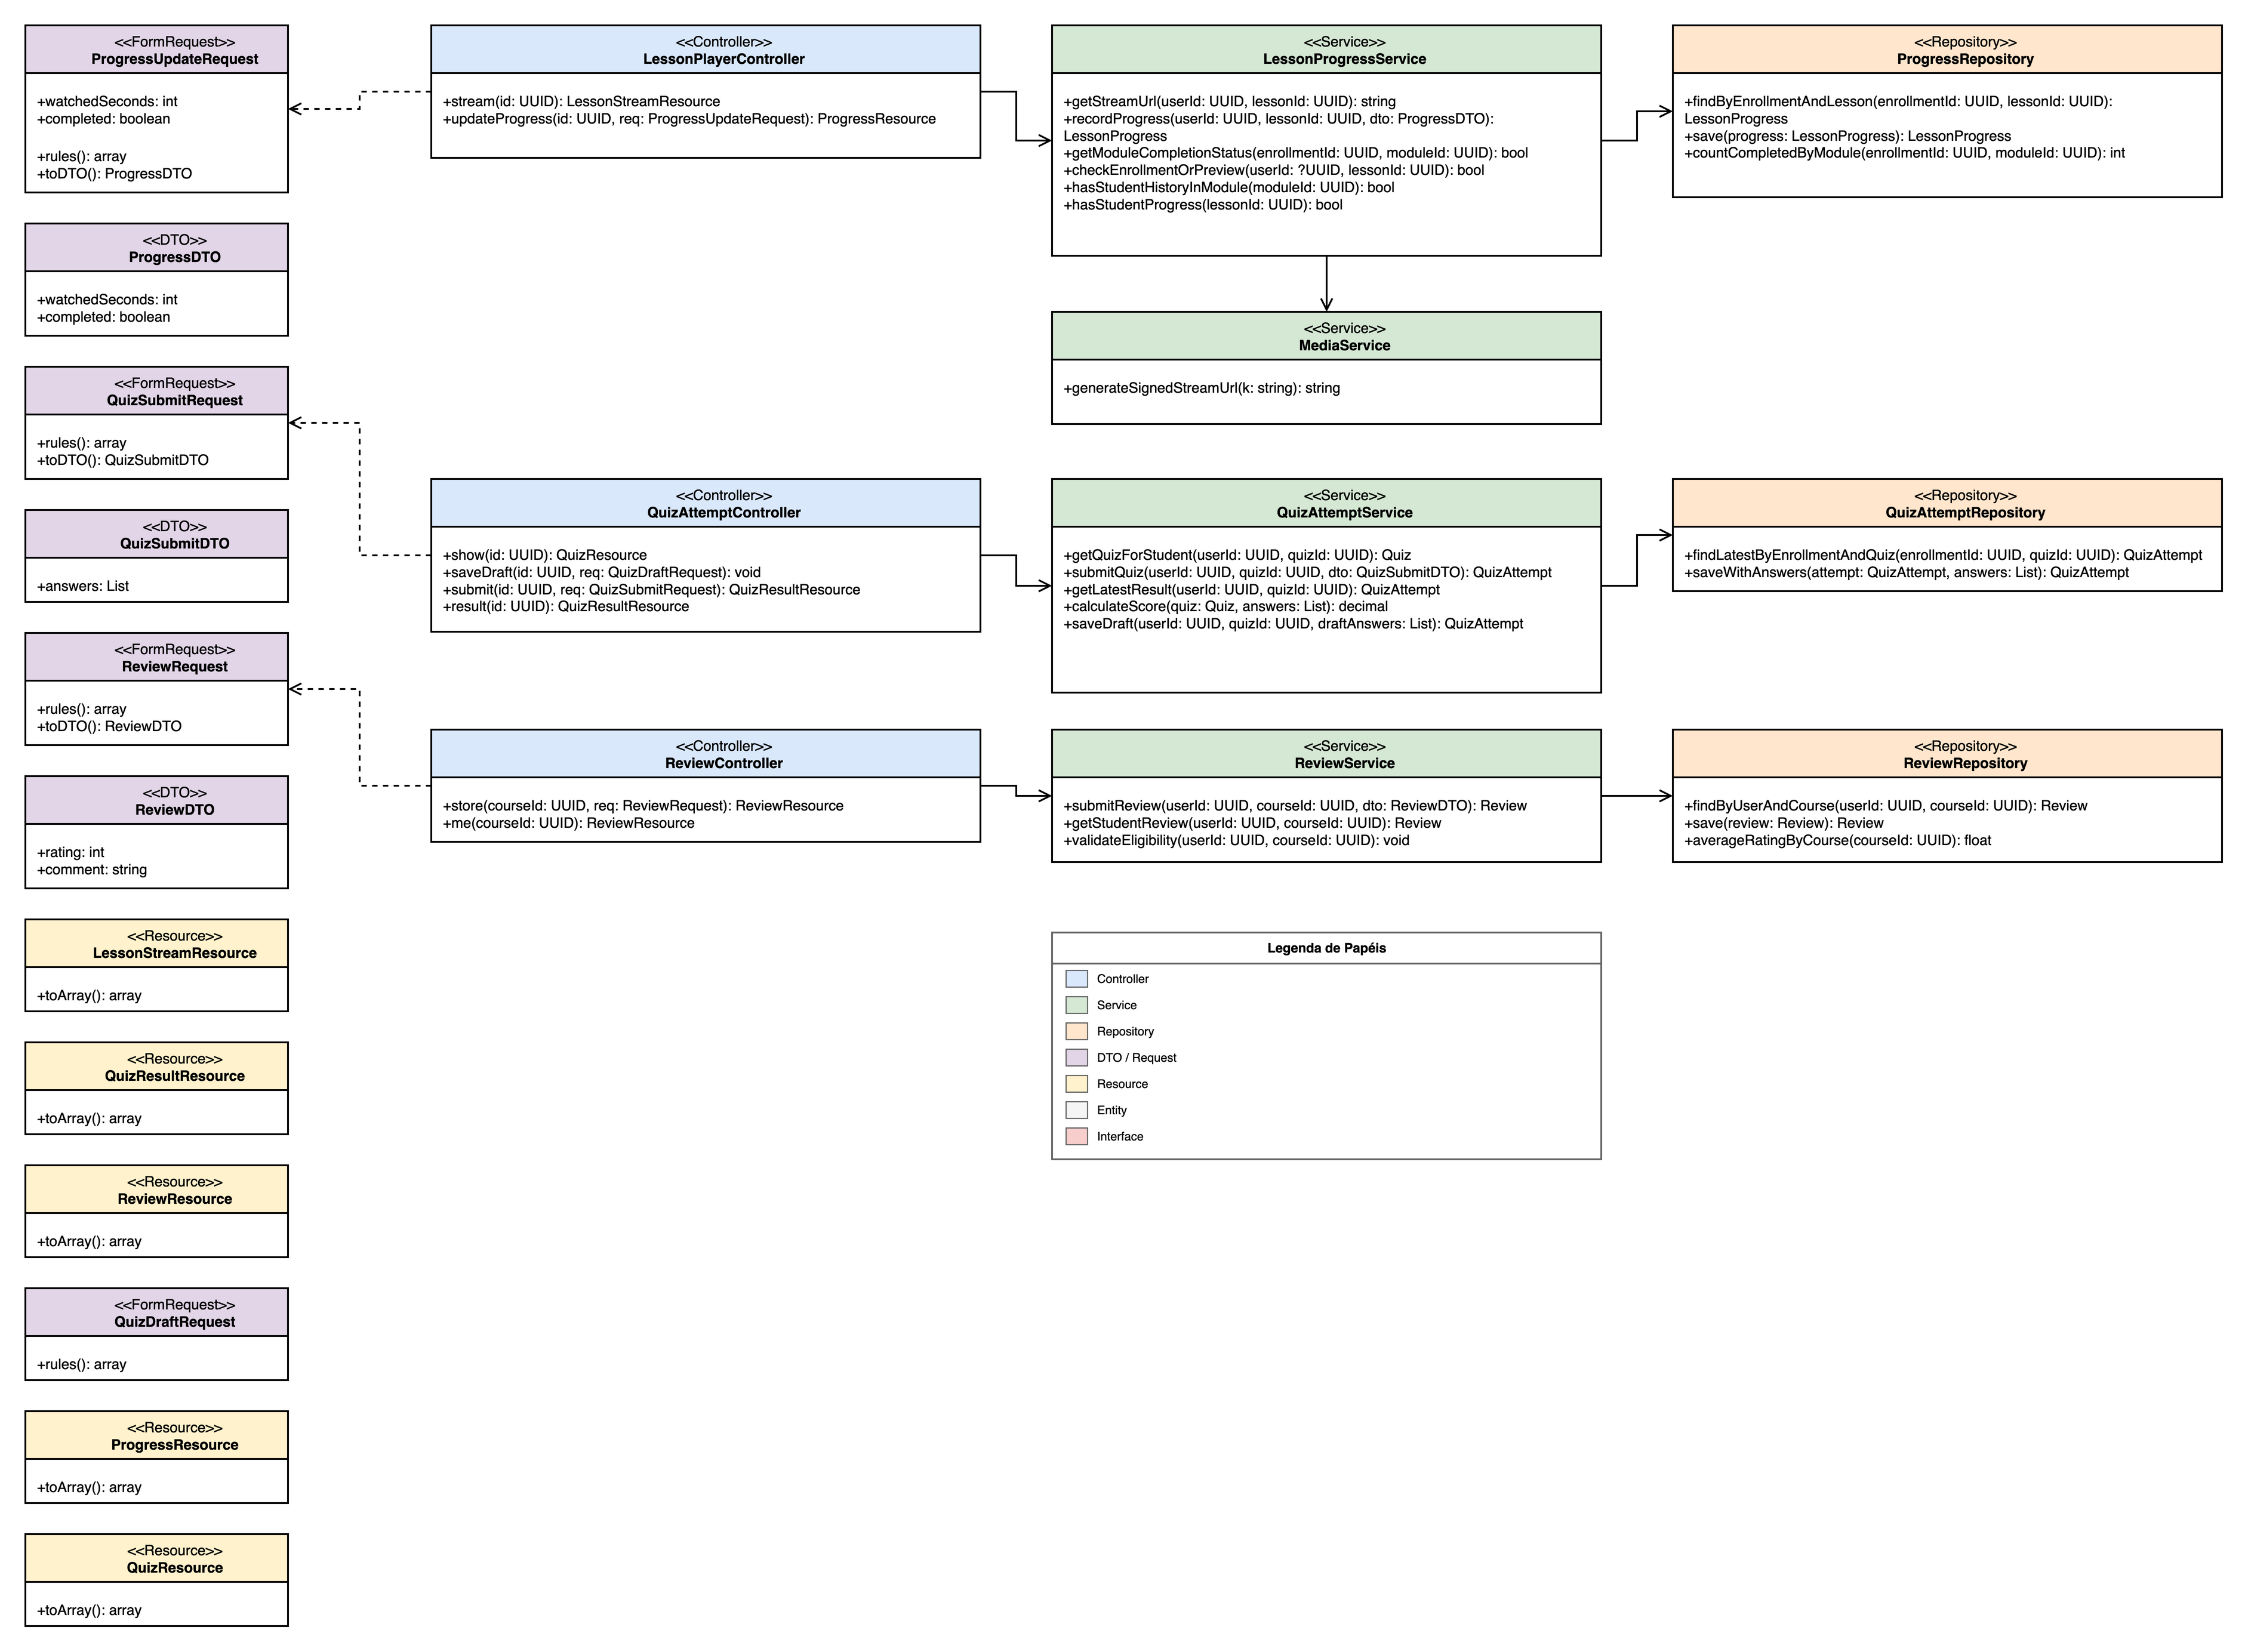 <<FormRequest>>
ProgressUpdateRequest
+watchedSeconds: int
+completed: boolean
+rules(): array
+toDTO(): ProgressDTO
<<DTO>>
ProgressDTO
+watchedSeconds: int
+completed: boolean
<<FormRequest>>
QuizSubmitRequest
+rules(): array
+toDTO(): QuizSubmitDTO
<<DTO>>
QuizSubmitDTO
+answers: List
<<FormRequest>>
ReviewRequest
+rules(): array
+toDTO(): ReviewDTO
<<DTO>>
ReviewDTO
+rating: int
+comment: string
<<Resource>>
LessonStreamResource
+toArray(): array
<<Resource>>
QuizResultResource
+toArray(): array
<<Resource>>
ReviewResource
+toArray(): array
<<FormRequest>>
QuizDraftRequest
+rules(): array
<<Resource>>
ProgressResource
+toArray(): array
<<Resource>>
QuizResource
+toArray(): array
<<Controller>>
LessonPlayerController
+stream(id: UUID): LessonStreamResource
+updateProgress(id: UUID, req: ProgressUpdateRequest): ProgressResource
<<Controller>>
QuizAttemptController
+show(id: UUID): QuizResource
+saveDraft(id: UUID, req: QuizDraftRequest): void
+submit(id: UUID, req: QuizSubmitRequest): QuizResultResource
+result(id: UUID): QuizResultResource
<<Controller>>
ReviewController
+store(courseId: UUID, req: ReviewRequest): ReviewResource
+me(courseId: UUID): ReviewResource
<<Service>>
LessonProgressService
+getStreamUrl(userId: UUID, lessonId: UUID): string
+recordProgress(userId: UUID, lessonId: UUID, dto: ProgressDTO):
LessonProgress
+getModuleCompletionStatus(enrollmentId: UUID, moduleId: UUID): bool
+checkEnrollmentOrPreview(userId: ?UUID, lessonId: UUID): bool
+hasStudentHistoryInModule(moduleId: UUID): bool
+hasStudentProgress(lessonId: UUID): bool
<<Service>>
MediaService
+generateSignedStreamUrl(k: string): string
<<Service>>
QuizAttemptService
+getQuizForStudent(userId: UUID, quizId: UUID): Quiz
+submitQuiz(userId: UUID, quizId: UUID, dto: QuizSubmitDTO): QuizAttempt
+getLatestResult(userId: UUID, quizId: UUID): QuizAttempt
+calculateScore(quiz: Quiz, answers: List): decimal
+saveDraft(userId: UUID, quizId: UUID, draftAnswers: List): QuizAttempt
<<Service>>
ReviewService
+submitReview(userId: UUID, courseId: UUID, dto: ReviewDTO): Review
+getStudentReview(userId: UUID, courseId: UUID): Review
+validateEligibility(userId: UUID, courseId: UUID): void
<<Repository>>
ProgressRepository
+findByEnrollmentAndLesson(enrollmentId: UUID, lessonId: UUID):
LessonProgress
+save(progress: LessonProgress): LessonProgress
+countCompletedByModule(enrollmentId: UUID, moduleId: UUID): int
<<Repository>>
QuizAttemptRepository
+findLatestByEnrollmentAndQuiz(enrollmentId: UUID, quizId: UUID): QuizAttempt
+saveWithAnswers(attempt: QuizAttempt, answers: List): QuizAttempt
<<Repository>>
ReviewRepository
+findByUserAndCourse(userId: UUID, courseId: UUID): Review
+save(review: Review): Review
+averageRatingByCourse(courseId: UUID): float
Legenda de Papéis
Controller
Service
Repository
DTO / Request
Resource
Entity
Interface